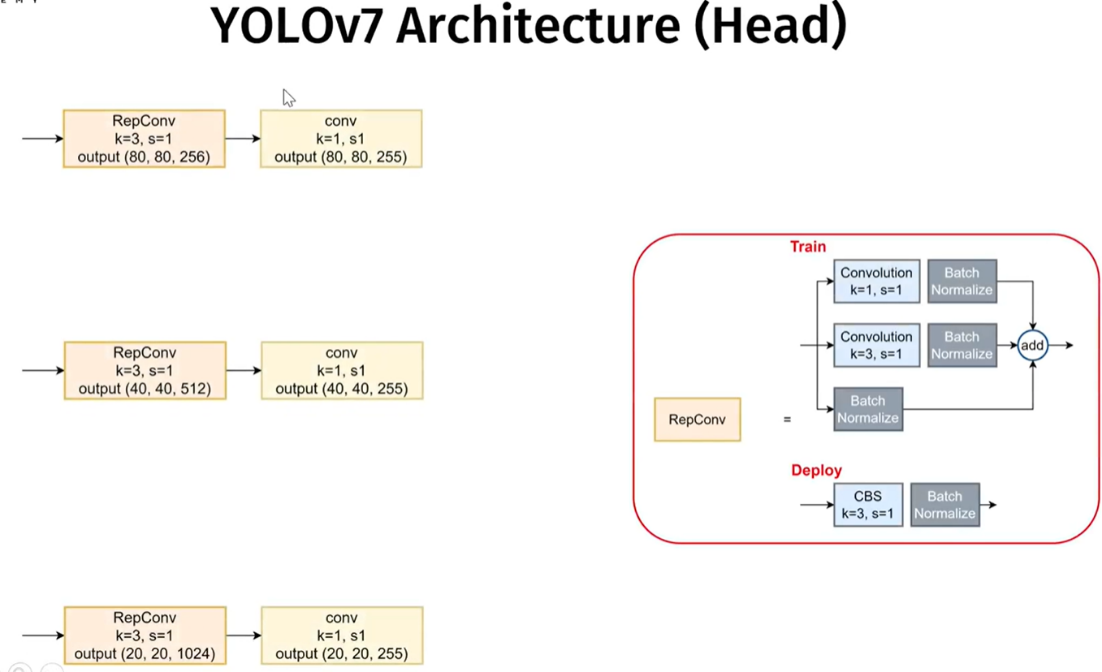 YOLOv7 Architecture (Head)
RepConv
k=3, s=1
output (80, 80, 256)
conv
k=1, s1
output (80, 80, 255)
RepConv
k=3, s=1
output (40, 40, 512)
conv
k=1, s1
output (40, 40, 255)
RepConv
k=3, s=1
output (20, 20, 1024)
conv
k=1, s1
output (20, 20, 255)
RepConv
=
Train
Convolution
k=1, s=1
Batch
Normalize
Convolution
k=3, s=1
Batch
Normalize
add
Batch
Normalize
Deploy
CBS
k=3, s=1
Batch
Normalize